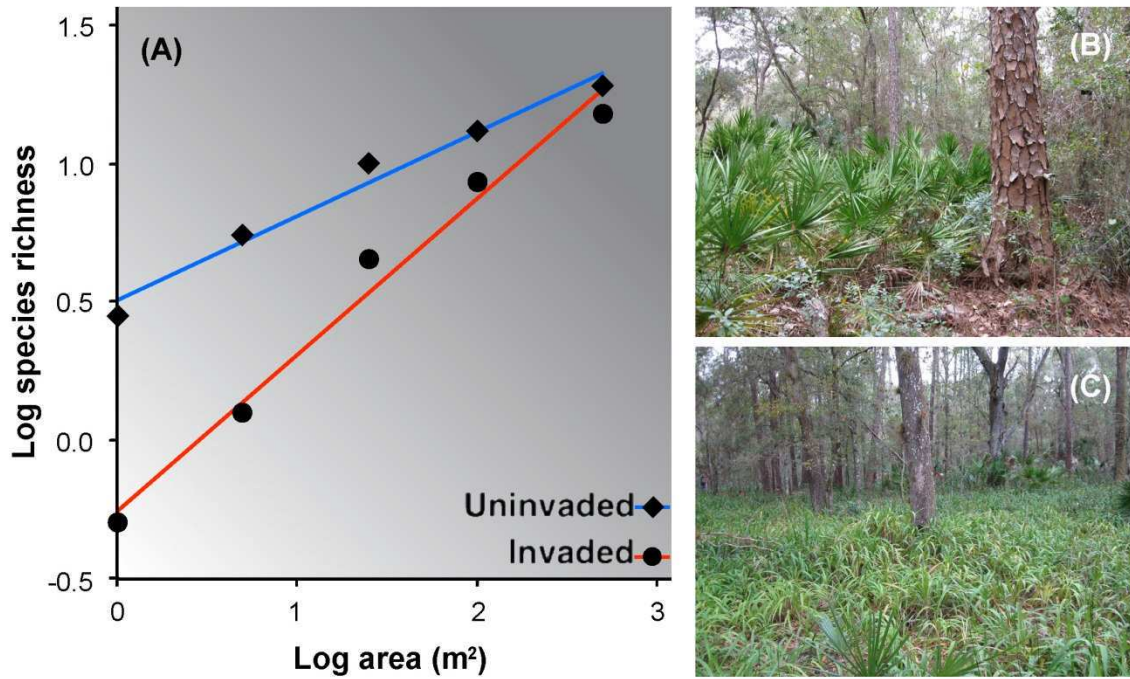 (A)
1.5
1.0
0.5
0.0
-0.5
Log species richness
Uninvaded
Invaded
0 1 2 3
Log area (m²)
(B)
(C)